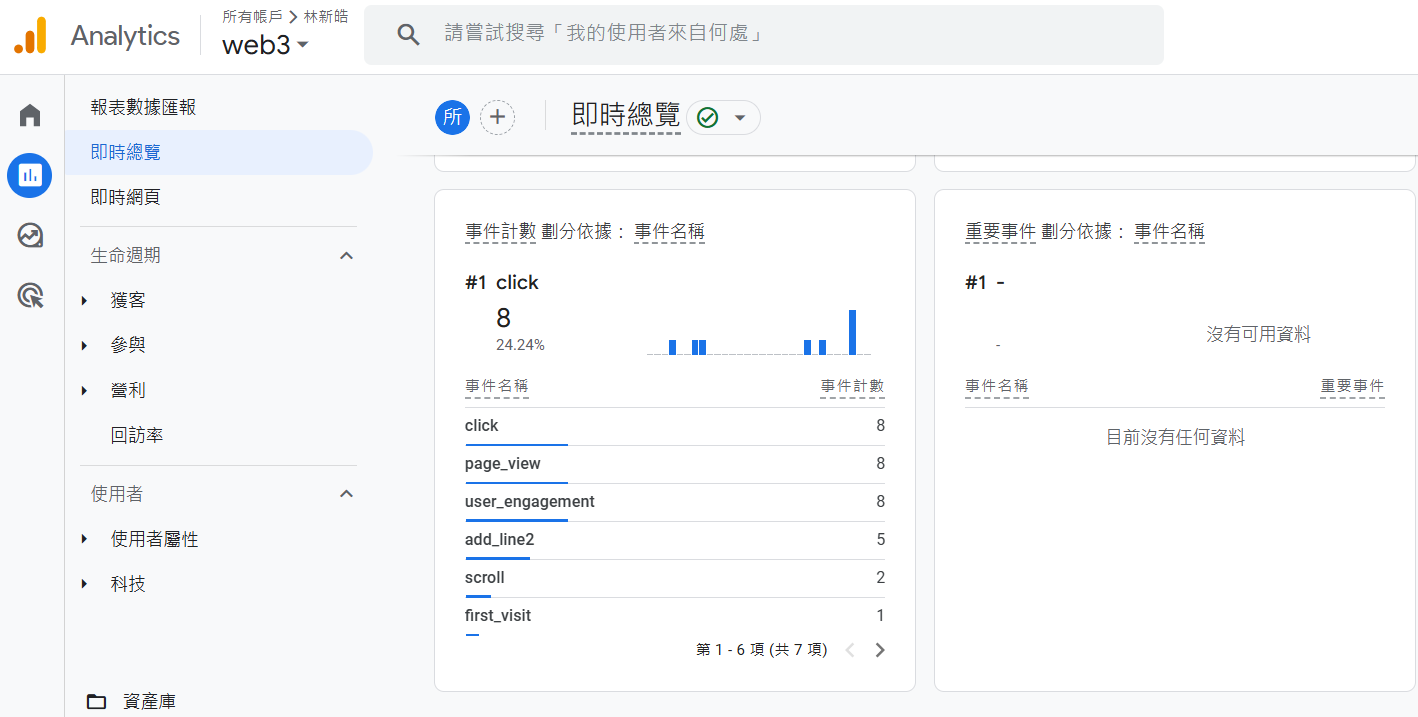 Analytics
所有帳戶 > 林新皓
web3
請嘗試搜尋「我的使用者來自何處」
報表數據匯報
即時總覽
即時網頁
生命週期
獲客
參與
營利
回訪率
使用者
使用者屬性
科技
資產庫
所
即時總覽
事件計數 劃分依據： 事件名稱
#1 click
8
24.24%
事件名稱 事件計數
click 8
page_view 8
user_engagement 8
add_line2 5
scroll 2
first_visit 1
第 1 - 6 項 (共 7 項)
重要事件 劃分依據： 事件名稱
#1 -
-
沒有可用資料
事件名稱 重要事件
目前沒有任何資料